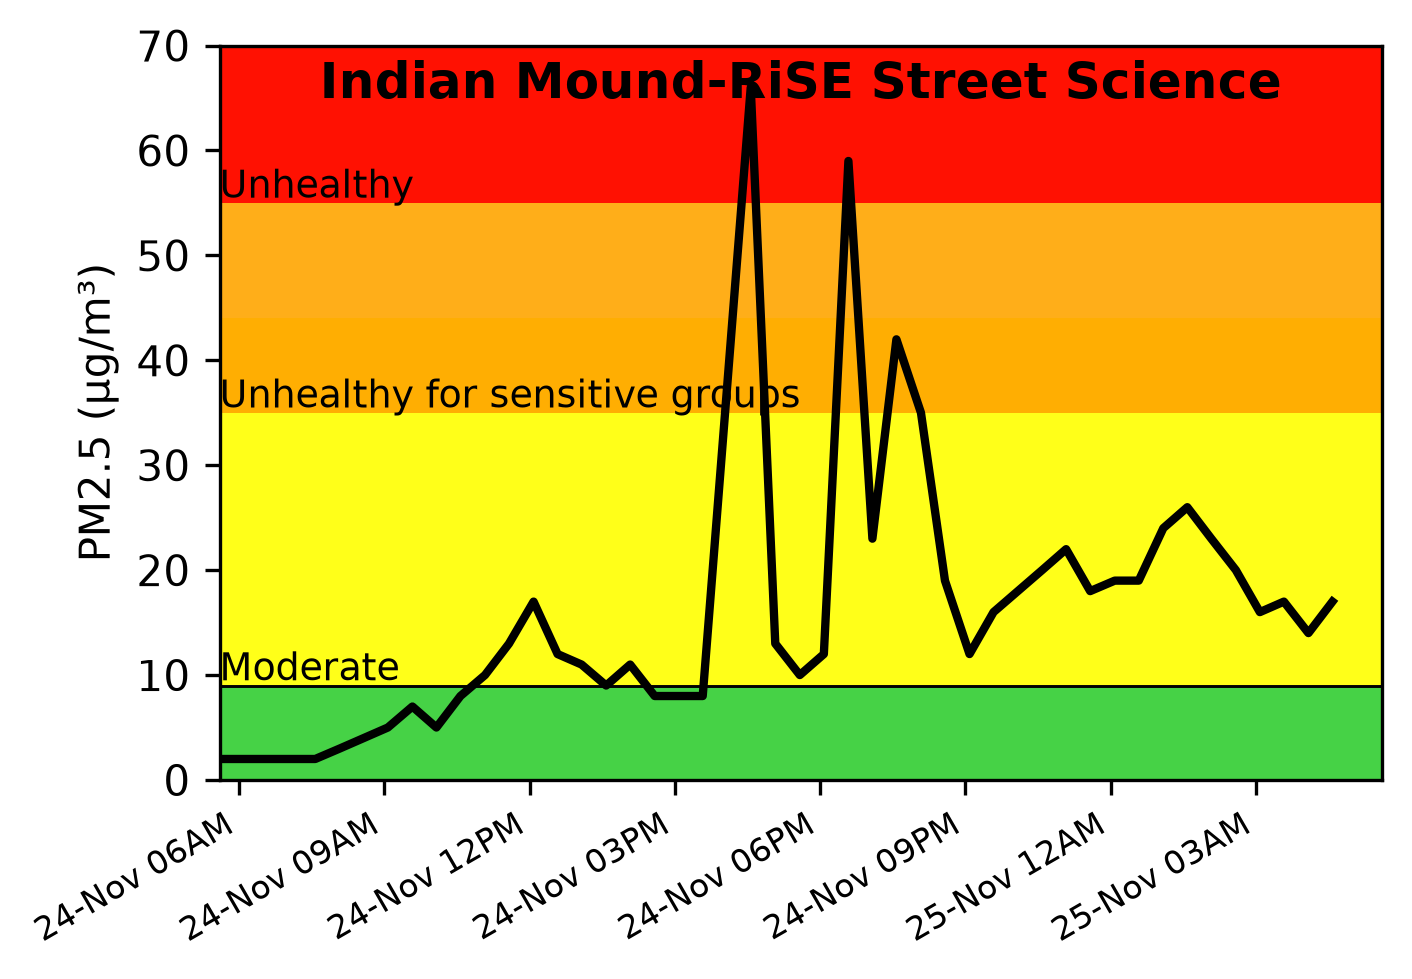 Indian Mound-RiSE Street Science
70
60
50
40
30
20
10
0
PM2.5 (µg/m³)
Unhealthy
Unhealthy for sensitive groups
Moderate
24-Nov 06AM
24-Nov 09AM
24-Nov 12PM
24-Nov 03PM
24-Nov 06PM
24-Nov 09PM
25-Nov 12AM
25-Nov 03AM